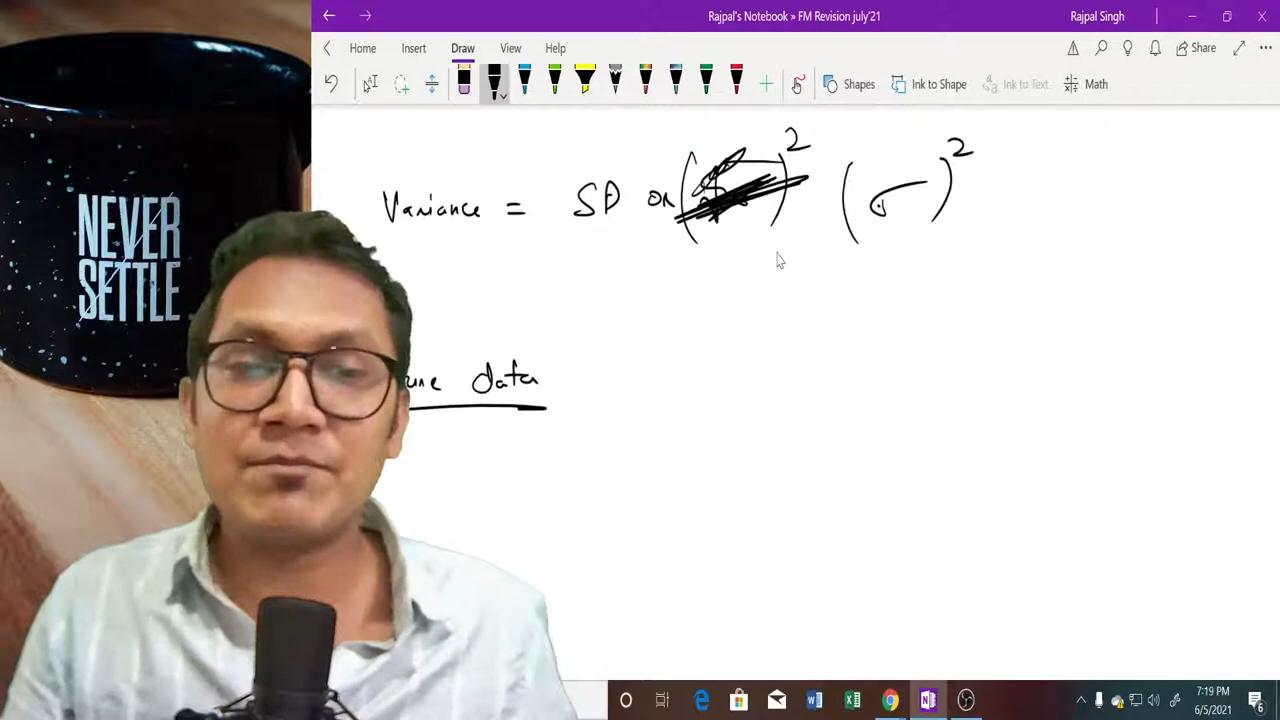 Rajpal's Notebook » FM Revision july'21
Rajpal Singh
Home Insert Draw View Help
Share
Shapes
Ink to Shape
Ink to Text
Math
Variance = SD or ( )² (σ)²
NEVER
SETTLE
data
7:19 PM
6/5/2021
6